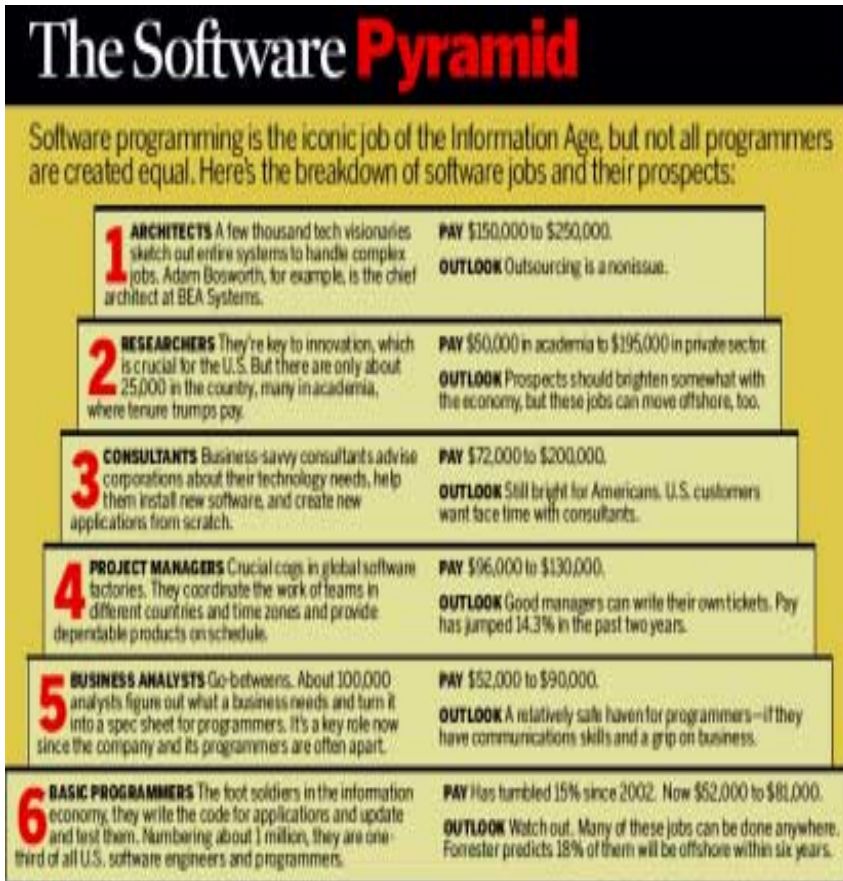 The Software Pyramid
Software programming is the iconic job of the Information Age, but not all programmers
are created equal. Here's the breakdown of software jobs and their prospects:
1 ARCHITECTS A few thousand tech visionaries
sketch out entire systems to handle complex
jobs. Adam Bosworth, for example, is the chief
architect at BEA Systems.
PAY $150,000 to $250,000.
OUTLOOK Outsourcing is a nonissue.
2 RESEARCHERS They're key to innovation, which
is crucial for the U.S. But there are only about
25,000 in the country, many in academia,
where tenure trumps pay.
PAY $50,000 in academia to $195,000 in private sector.
OUTLOOK Prospects should brighten somewhat with
the economy, but these jobs can move offshore, too.
3 CONSULTANTS Business-savvy consultants advise
corporations about their technology needs, help
them install new software, and create new
applications from scratch.
PAY $72,000 to $200,000.
OUTLOOK Still bright for Americans. U.S. customers
want face time with consultants.
4 PROJECT MANAGERS Crucial cogs in global software
factories. They coordinate the work of teams in
different countries and time zones and provide
dependable products on schedule.
PAY $96,000 to $130,000.
OUTLOOK Good managers can write their own tickets. Pay
has jumped 14.3% in the past two years.
5 BUSINESS ANALYSTS Go-betweens. About 100,000
analysts figure out what a business needs and turn it
into a spec sheet for programmers. It's a key role now
since the company and its programmers are often apart.
PAY $52,000 to $90,000.
OUTLOOK A relatively safe haven for programmers—if they
have communications skills and a grip on business.
6 BASIC PROGRAMMERS The foot soldiers in the information
economy, they write the code for applications and update
and test them. Numbering about 1 million, they are one-
third of all U.S. software engineers and programmers.
PAY Has tumbled 15% since 2002. Now $52,000 to $81,000.
OUTLOOK Watch out. Many of these jobs can be done anywhere.
Forrester predicts 18% of them will be offshore within six years.